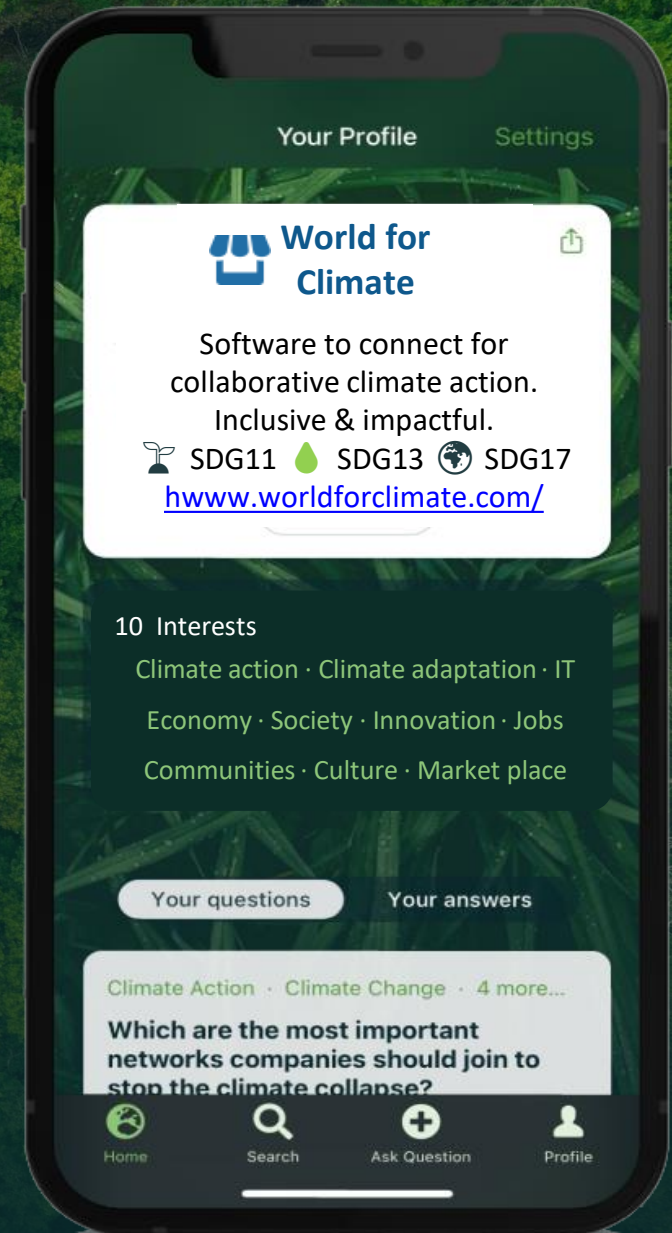 Your Profile Settings
World for
Climate
Software to connect for
collaborative climate action.
Inclusive & impactful.
SDG11 SDG13 SDG17
hwww.worldforclimate.com/
10 Interests
Climate action · Climate adaptation · IT
Economy · Society · Innovation · Jobs
Communities · Culture · Market place
Your questions Your answers
Climate Action · Climate Change · 4 more...
Which are the most important
networks companies should join to
stop the climate collapse?
Home Search Ask Question Profile